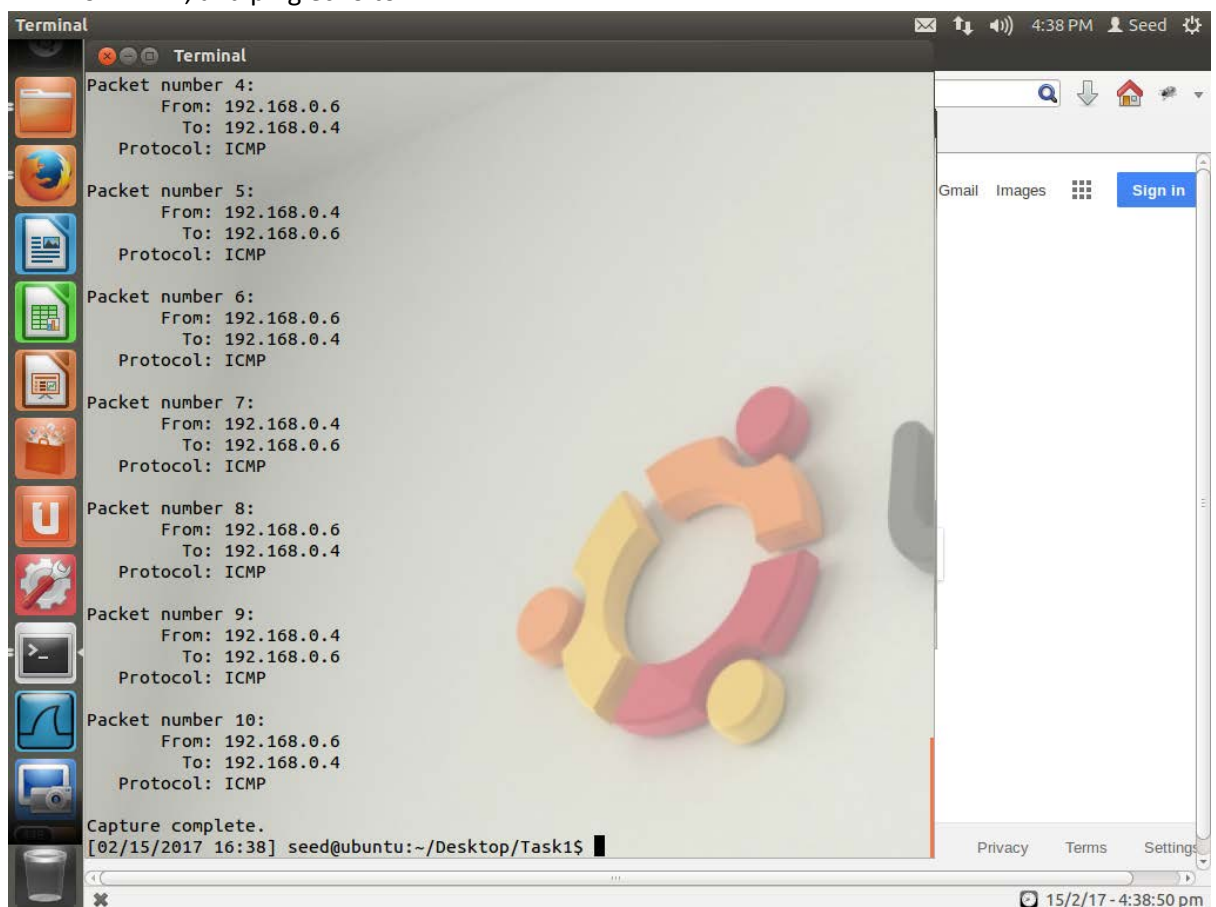 Terminal
4:38 PM
Seed
Terminal
Packet number 4:
From: 192.168.0.6
To: 192.168.0.4
Protocol: ICMP
Packet number 5:
From: 192.168.0.4
To: 192.168.0.6
Protocol: ICMP
Packet number 6:
From: 192.168.0.6
To: 192.168.0.4
Protocol: ICMP
Packet number 7:
From: 192.168.0.4
To: 192.168.0.6
Protocol: ICMP
Packet number 8:
From: 192.168.0.6
To: 192.168.0.4
Protocol: ICMP
Packet number 9:
From: 192.168.0.4
To: 192.168.0.6
Protocol: ICMP
Packet number 10:
From: 192.168.0.6
To: 192.168.0.4
Protocol: ICMP
Capture complete.
[02/15/2017 16:38] seed@ubuntu:~/Desktop/Task1$
Gmail Images Sign in
Privacy Terms Settings
15/2/17 - 4:38:50 pm